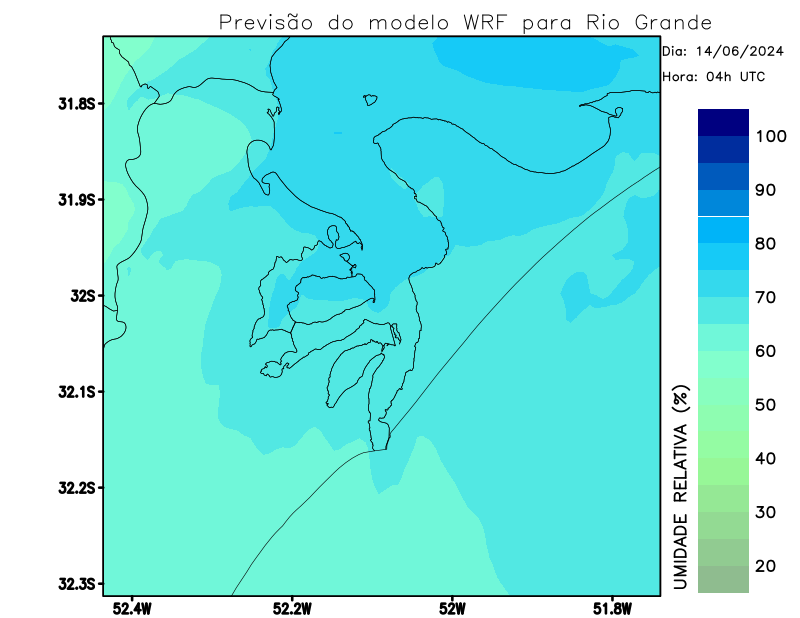 Previsão do modelo WRF para Rio Grande
Dia: 14/06/2024
Hora: 04h UTC
31.8S
31.9S
32S
32.1S
32.2S
32.3S
52.4W
52.2W
52W
51.8W
UMIDADE RELATIVA (%)
100
90
80
70
60
50
40
30
20